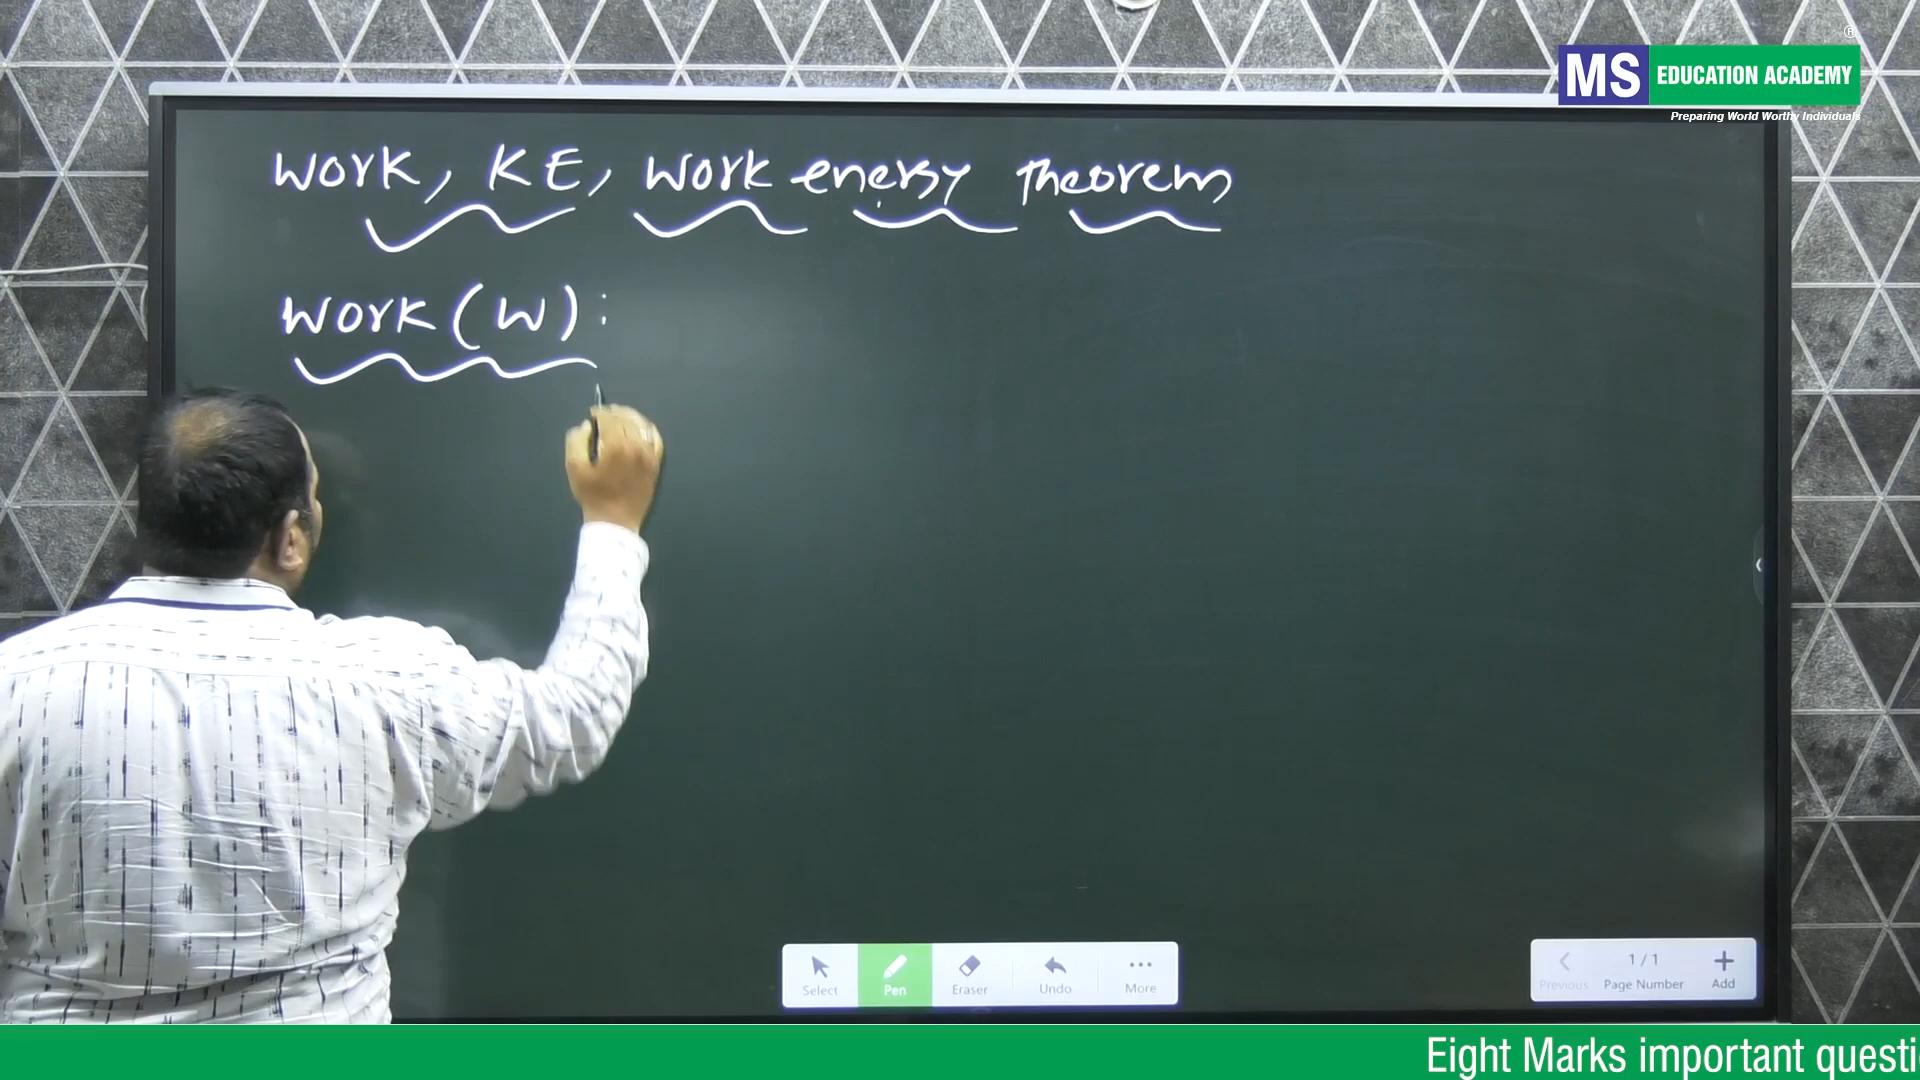 ®
MS EDUCATION ACADEMY
Preparing World Worthy Individuals
Work, KE, Work energy Theorem
Work (W):
Select Pen Eraser Undo More
Previous 1/1 Page Number Add
Eight Marks important questi